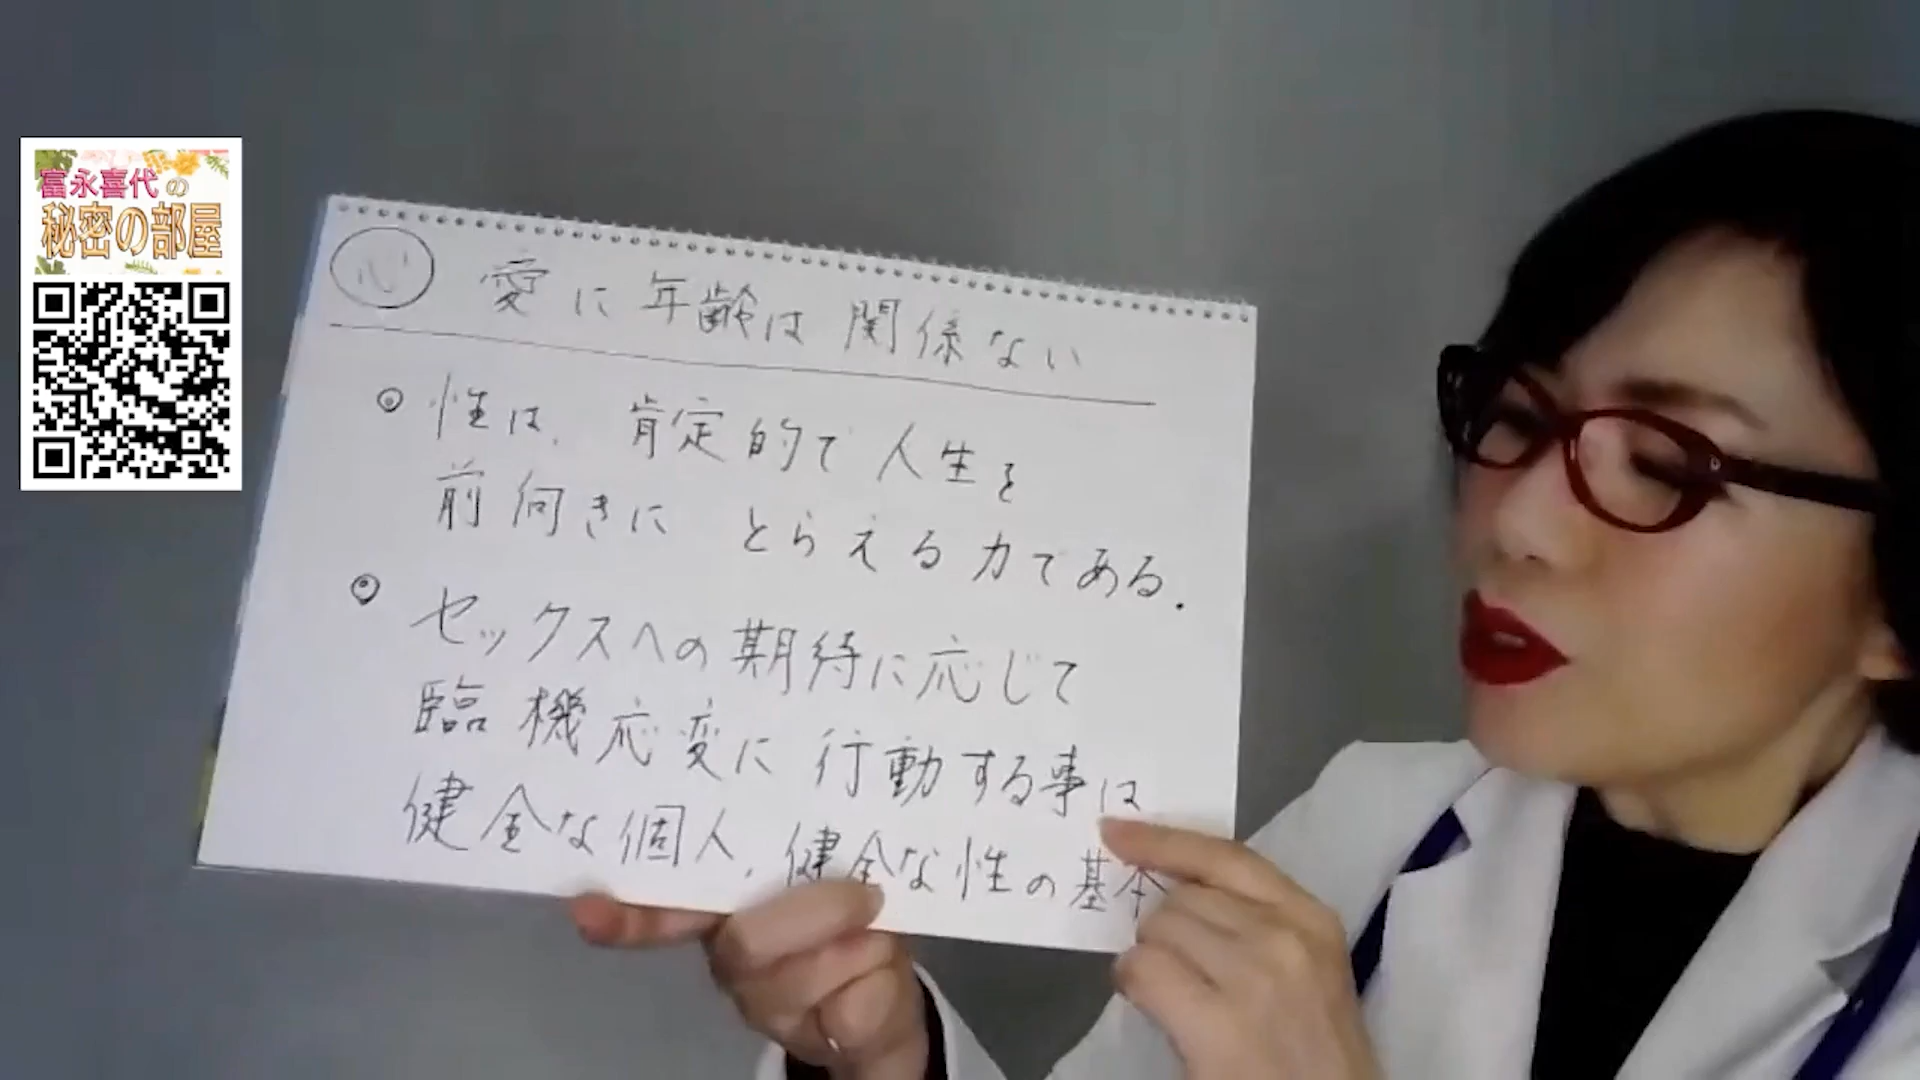 富永喜代の
秘密の部屋
心 愛に年齢は関係ない
◎ 性は、肯定的で人生を
前向きに とらえる力である.
◎ セックスへの期待に応じて
臨機応変に行動する事は
健全な個人、健全な性の基本